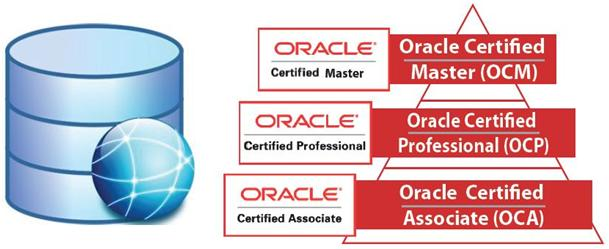 ORACLE®
Certified Master
Oracle Certified
Master (OCM)
ORACLE®
Certified Professional
Oracle Certified
Professional (OCP)
ORACLE®
Certified Associate
Oracle Certified
Associate (OCA)